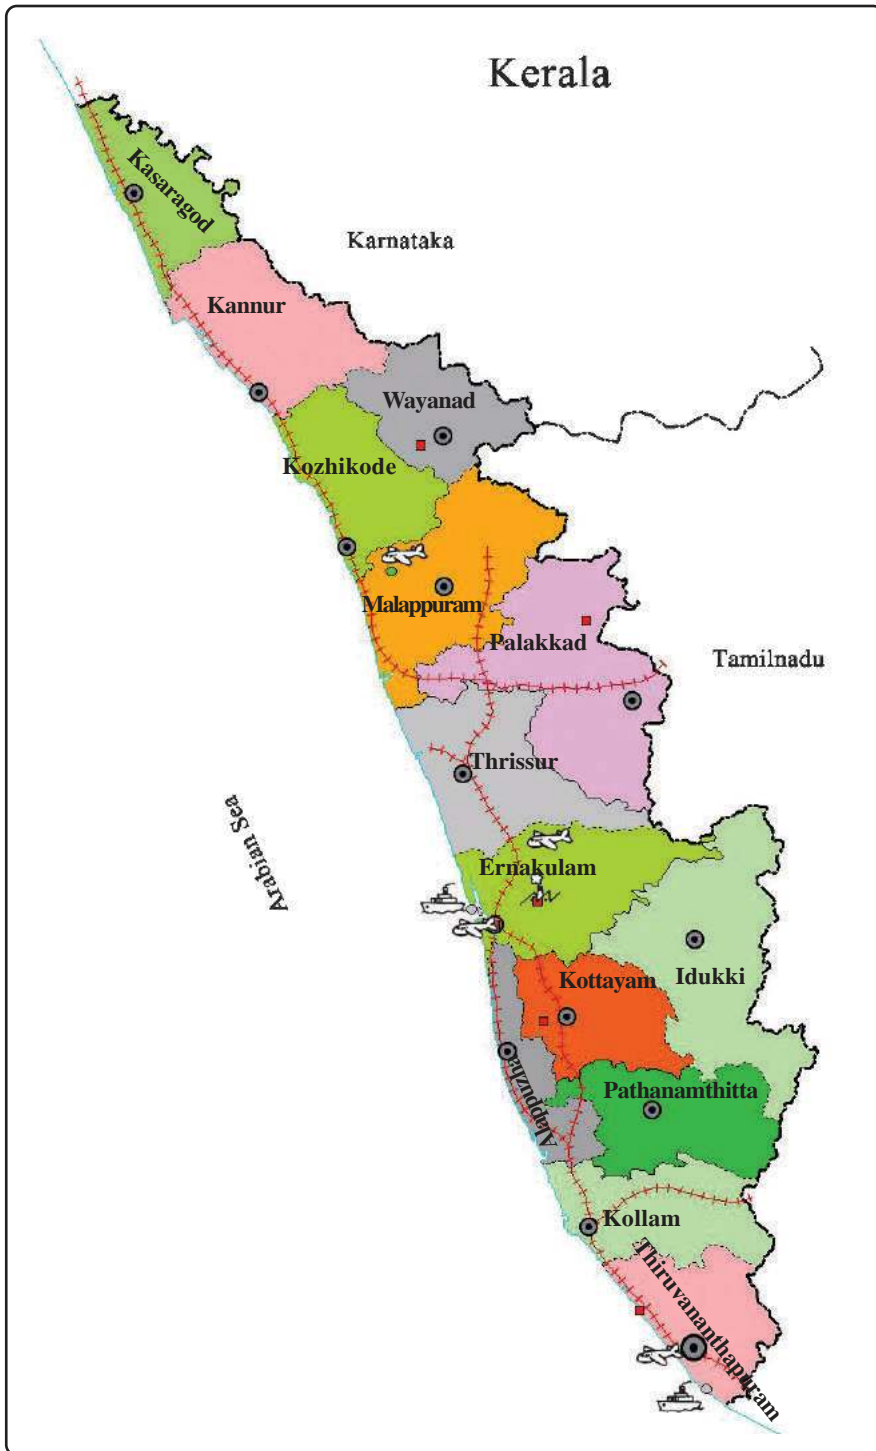 Kerala
Kasaragod
Karnataka
Kannur
Wayanad
Kozhikode
Malappuram
Palakkad
Tamilnadu
Thrissur
Arabian Sea
Ernakulam
Kottayam
Idukki
Alappuzha
Pathanamthitta
Kollam
Thiruvananthapuram